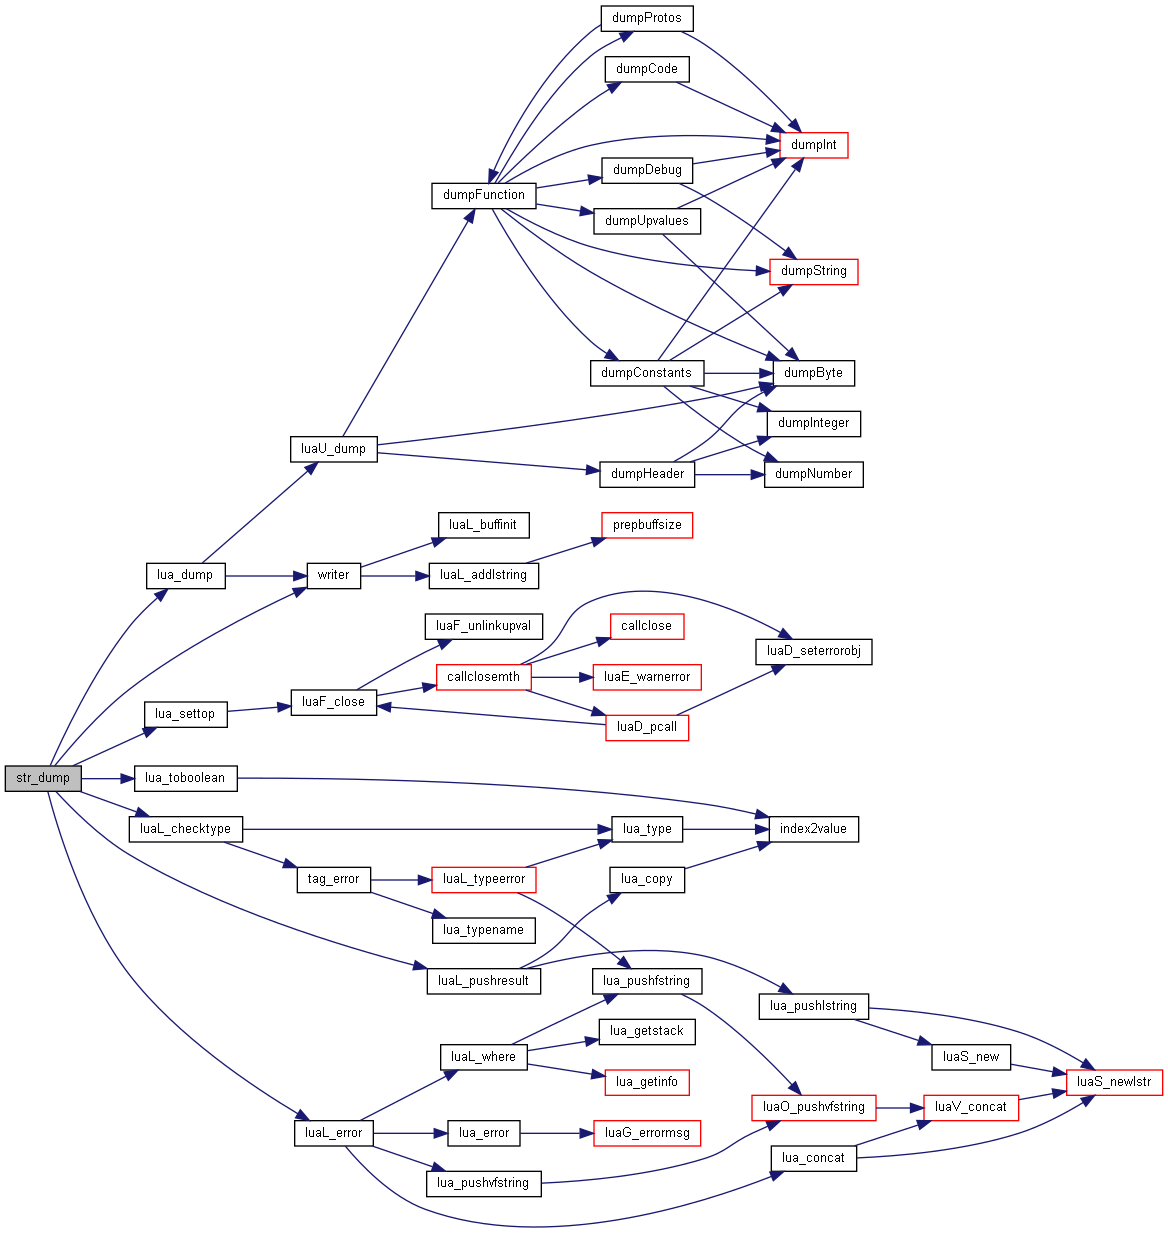 dumpProtos
dumpCode
dumpInt
dumpDebug
dumpFunction
dumpUpvalues
dumpString
dumpConstants
dumpByte
dumpInteger
luaU_dump
dumpHeader
dumpNumber
luaL_buffinit
prepbuffsize
lua_dump
writer
luaL_addlstring
luaF_unlinkupval
callclose
luaD_seterrorobj
callclosemth
luaE_warnerror
luaF_close
lua_settop
luaD_pcall
str_dump
lua_toboolean
luaL_checktype
lua_type
index2value
tag_error
luaL_typeerror
lua_copy
lua_typename
luaL_pushresult
lua_pushfstring
lua_pushlstring
lua_getstack
luaL_where
luaS_new
lua_getinfo
luaS_newlstr
luaO_pushvfstring
luaV_concat
luaL_error
lua_error
luaG_errormsg
lua_concat
lua_pushvfstring